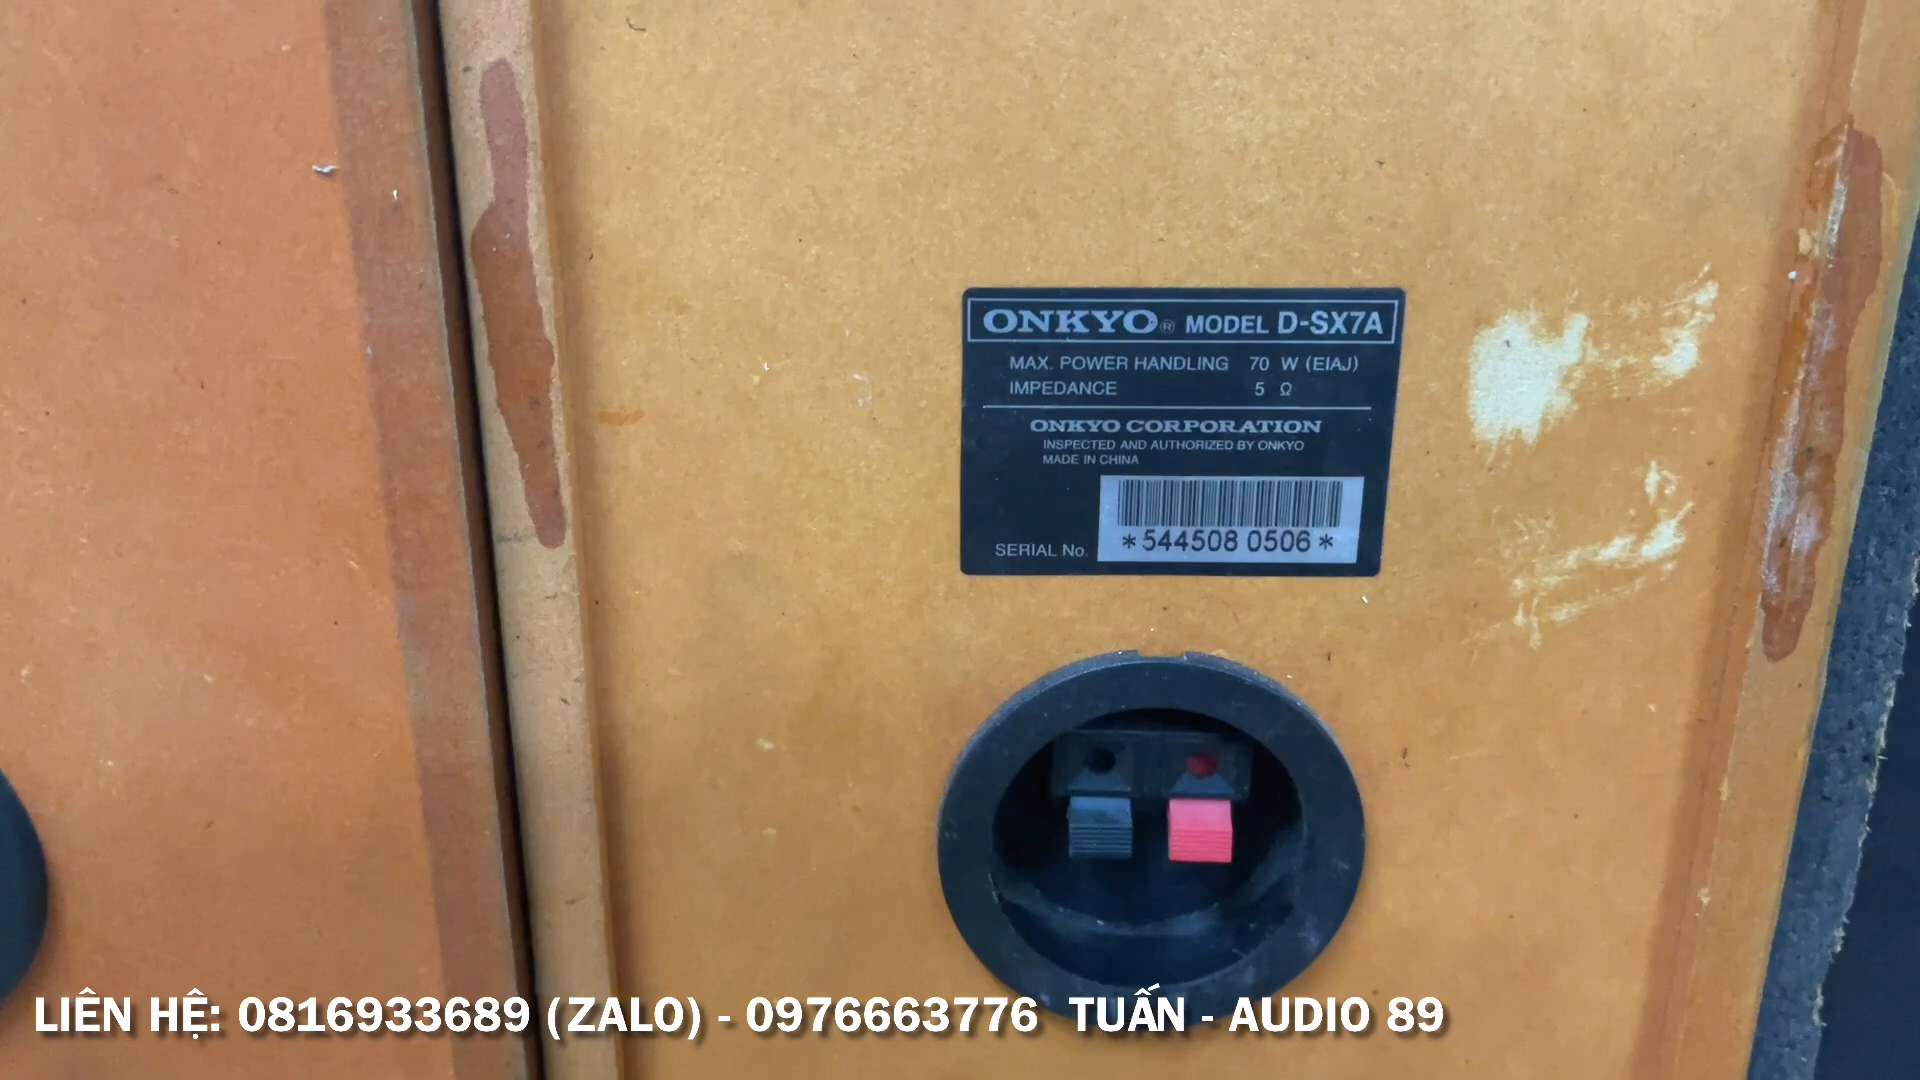 ONKYO® MODEL D-SX7A
MAX. POWER HANDLING 70 W (EIAJ)
IMPEDANCE 5 Ω
ONKYO CORPORATION
INSPECTED AND AUTHORIZED BY ONKYO
MADE IN CHINA
SERIAL No. *544508 0506*
LIÊN HỆ: 0816933689 (ZALO) - 0976663776 TUẤN - AUDIO 89